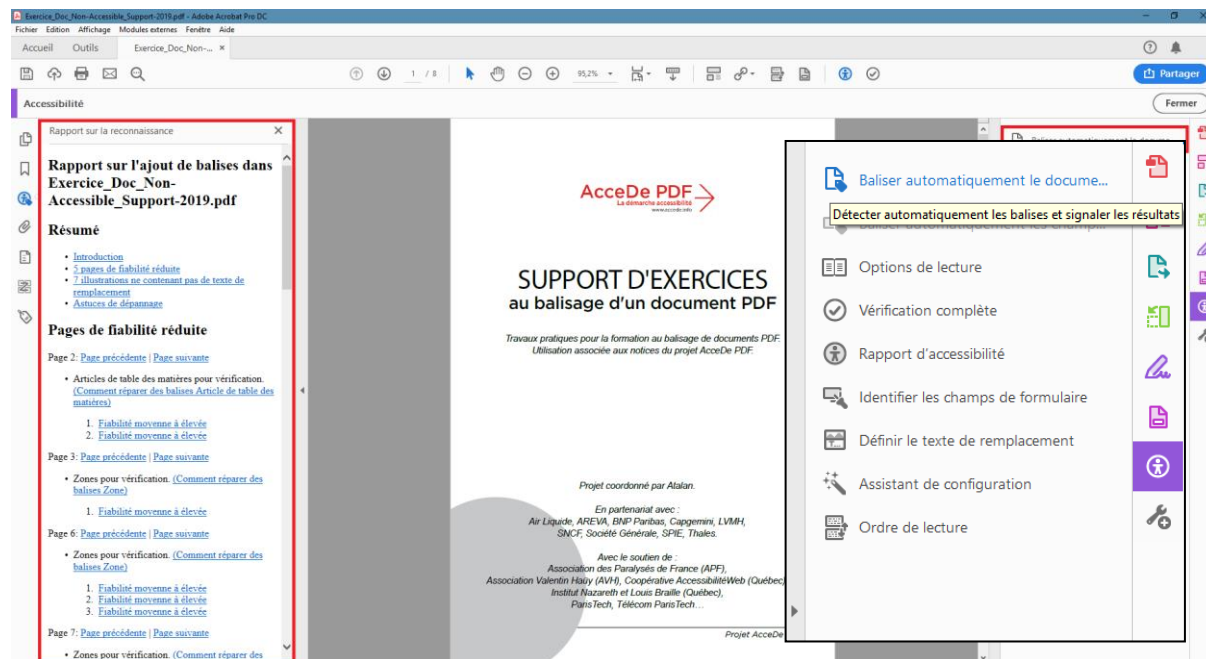 Exercice_Doc_Non-Accessible_Support-2019.pdf - Adobe Acrobat Pro DC
Fichier Edition Affichage Modules externes Fenêtre Aide
Accueil Outils Exercice_Doc_Non-... ×
1 / 8 95,2%
Partager
Accessibilité
Fermer
Rapport sur la reconnaissance
Rapport sur l'ajout de balises dans
Exercice_Doc_Non-
Accessible_Support-2019.pdf
Résumé
• Introduction
• 5 pages de fiabilité réduite
• 7 illustrations ne contenant pas de texte de
remplacement
• Astuces de dépannage
Pages de fiabilité réduite
Page 2: Page précédente | Page suivante
• Articles de table des matières pour vérification.
(Comment réparer des balises Article de table des
matières)
1. Fiabilité moyenne à élevée
2. Fiabilité moyenne à élevée
Page 3: Page précédente | Page suivante
• Zones pour vérification. (Comment réparer des
balises Zone)
1. Fiabilité moyenne à élevée
Page 6: Page précédente | Page suivante
• Zones pour vérification. (Comment réparer des
balises Zone)
1. Fiabilité moyenne à élevée
2. Fiabilité moyenne à élevée
3. Fiabilité moyenne à élevée
Page 7: Page précédente | Page suivante
• Zones pour vérification. (Comment réparer des
AcceDe PDF
La démarche accessibilité
www.accede.info
SUPPORT D'EXERCICES
au balisage d'un document PDF
Travaux pratiques pour la formation au balisage de documents PDF.
Utilisation associée aux notices du projet AcceDe PDF.
Projet coordonné par Atalan.
En partenariat avec :
Air Liquide, AREVA, BNP Paribas, Capgemini, LVMH,
SNCF, Société Générale, SPIE, Thales.
Avec le soutien de :
Association des Paralysés de France (APF),
Association Valentin Haüy (AVH), Coopérative AccessibilitéWeb (Québec)
Institut Nazareth et Louis Braille (Québec),
ParisTech, Télécom ParisTech…
Projet AcceDe
Baliser automatiquement le docume...
Détecter automatiquement les balises et signaler les résultats
Baliser automatiquement les champ...
Options de lecture
Vérification complète
Rapport d'accessibilité
Identifier les champs de formulaire
Définir le texte de remplacement
Assistant de configuration
Ordre de lecture